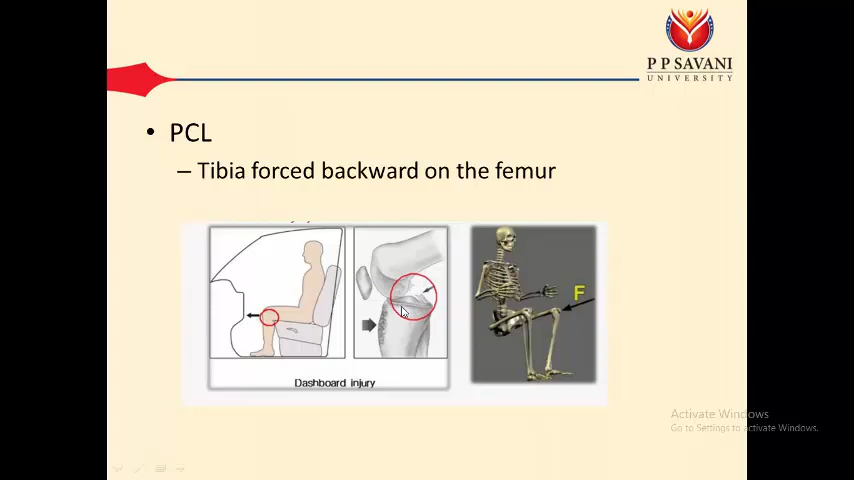 P P SAVANI
UNIVERSITY
• PCL
– Tibia forced backward on the femur
F
Dashboard injury
Activate Windows
Go to Settings to activate Windows.